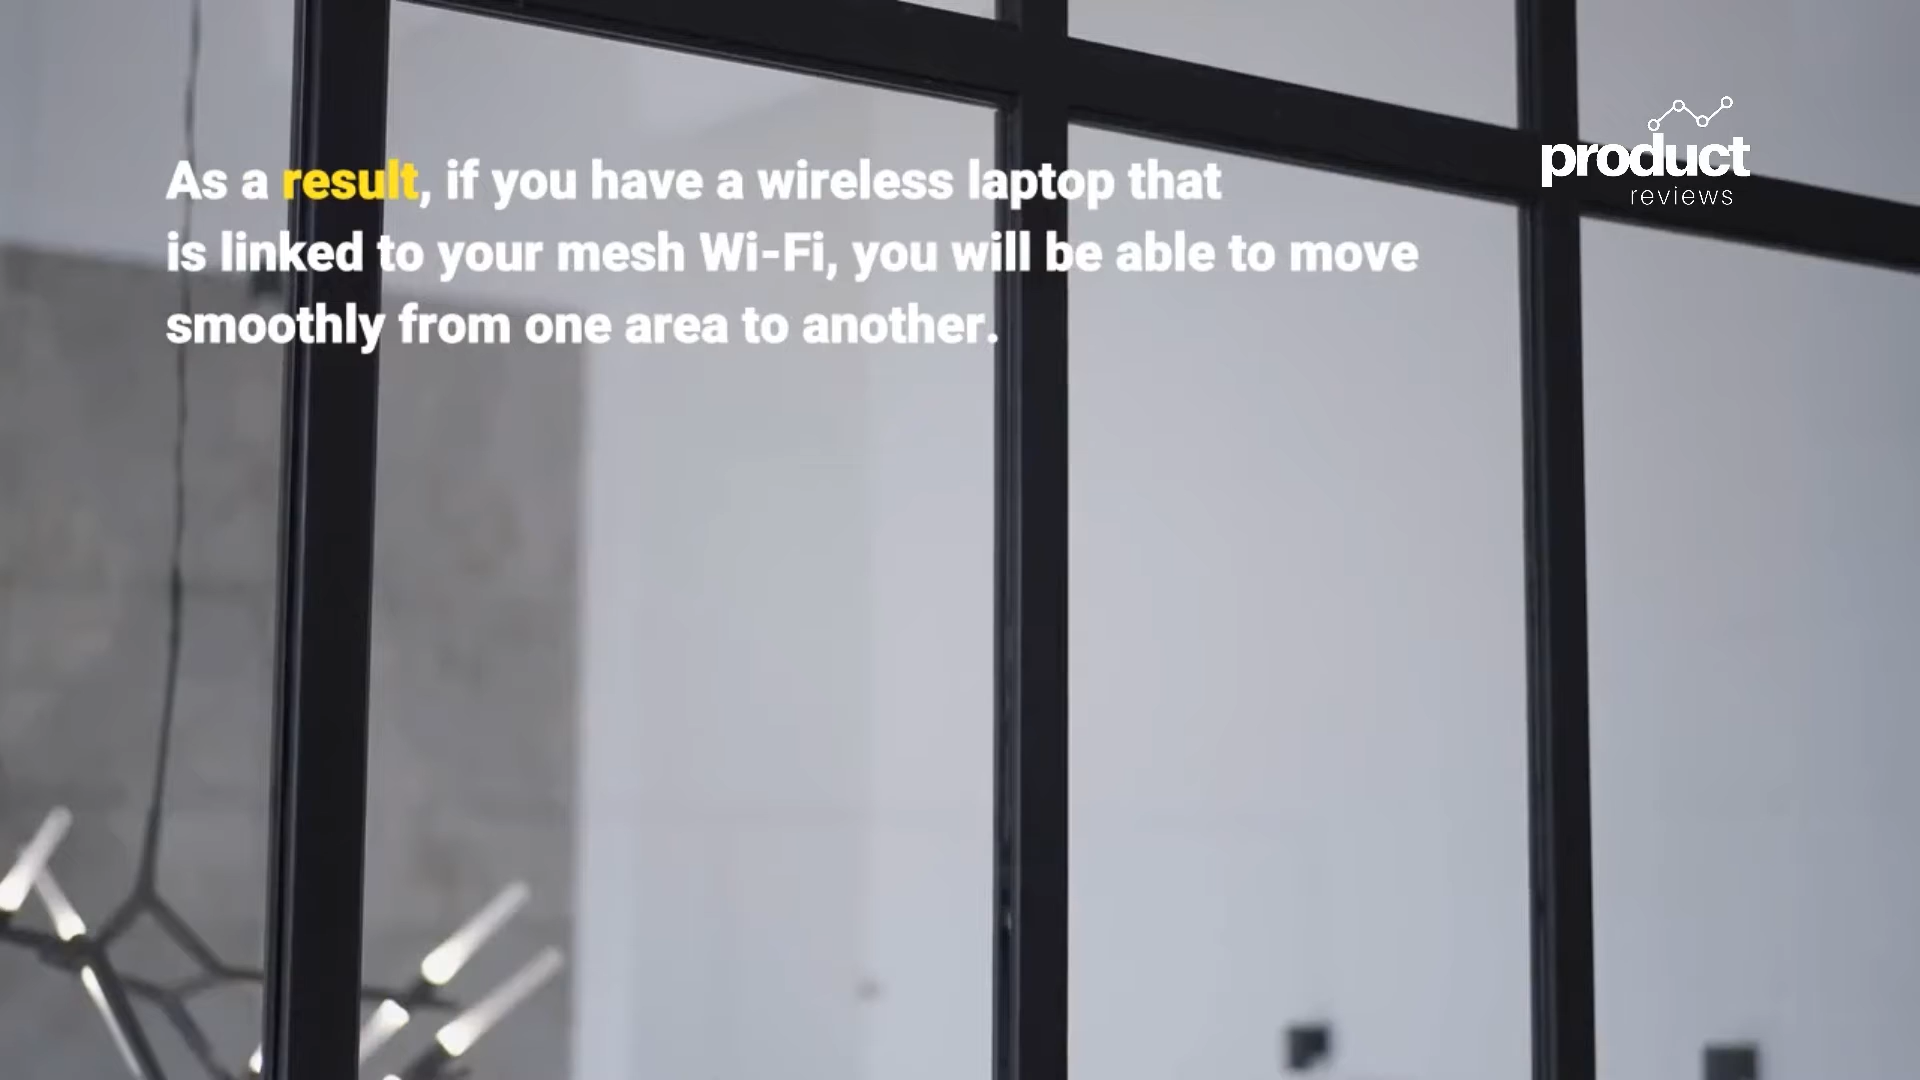 As a result, if you have a wireless laptop that
is linked to your mesh Wi-Fi, you will be able to move
smoothly from one area to another.
product
reviews